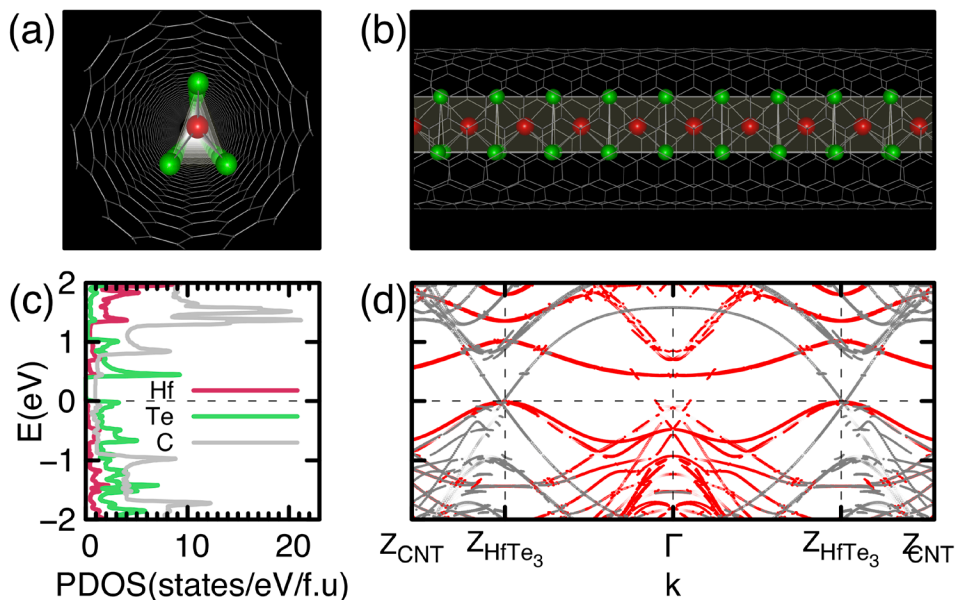 (a)
(b)
(c)
(d)
2
1
0
−1
−2
E(eV)
Hf
Te
C
0
10
20
PDOS(states/eV/f.u)
Z_CNT
Z_HfTe₃
Γ
Z_HfTe₃
Z_CNT
k